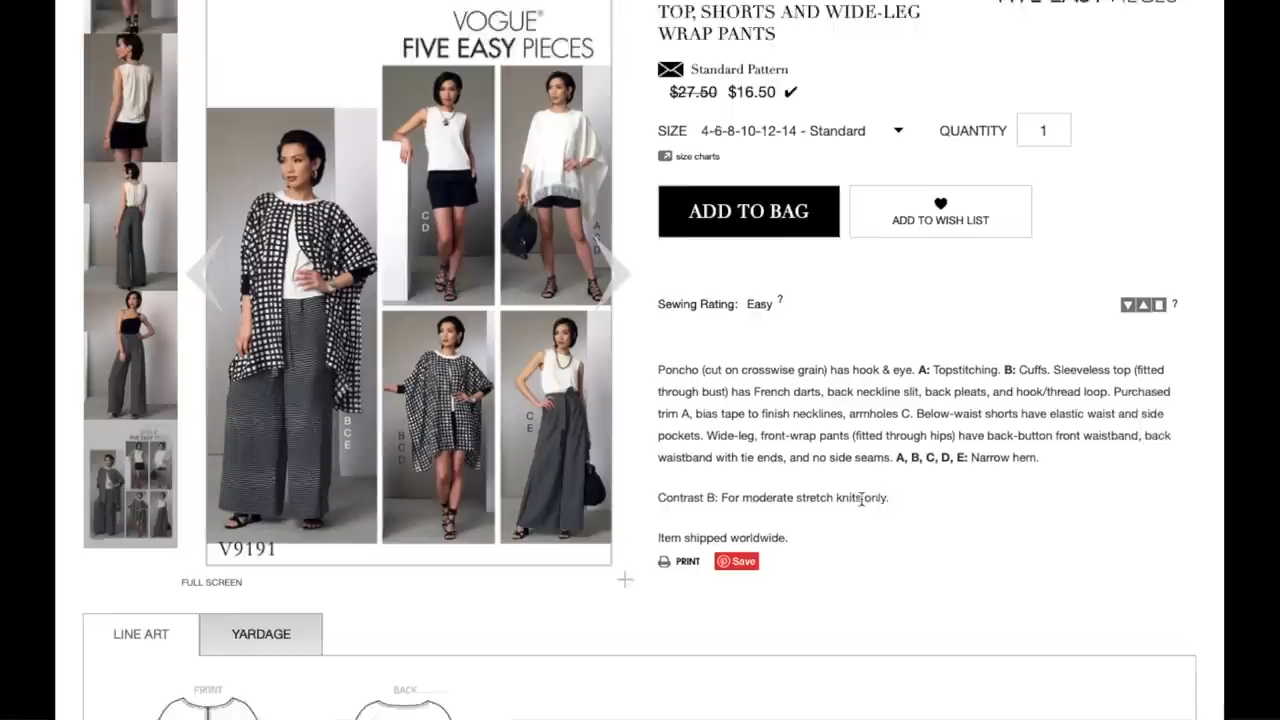 VOGUE®
FIVE EASY PIECES
C
D
A
D
B
C
E
B
C
D
C
E
V9191
FULL SCREEN
TOP, SHORTS AND WIDE-LEG
WRAP PANTS
Standard Pattern
$27.50 $16.50 ✔
SIZE 4-6-8-10-12-14 - Standard QUANTITY 1
size charts
ADD TO BAG
ADD TO WISH LIST
Sewing Rating: Easy ?
?
Poncho (cut on crosswise grain) has hook & eye. A: Topstitching. B: Cuffs. Sleeveless top (fitted
through bust) has French darts, back neckline slit, back pleats, and hook/thread loop. Purchased
trim A, bias tape to finish necklines, armholes C. Below-waist shorts have elastic waist and side
pockets. Wide-leg, front-wrap pants (fitted through hips) have back-button front waistband, back
waistband with tie ends, and no side seams. A, B, C, D, E: Narrow hem.
Contrast B: For moderate stretch knits only.
Item shipped worldwide.
PRINT Save
LINE ART YARDAGE
FRONT BACK